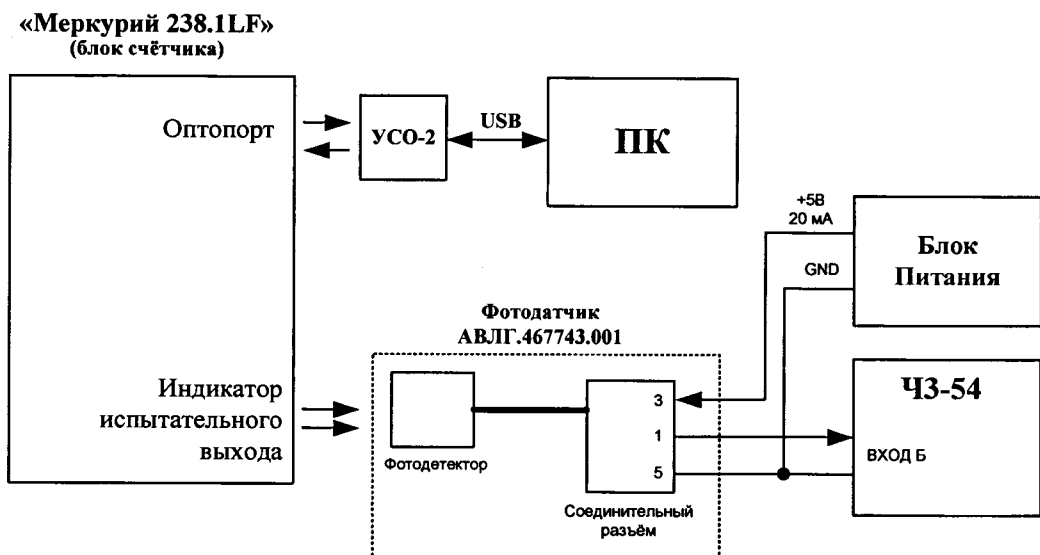 «Меркурий 238.1LF»
(блок счётчика)
Оптопорт
УСО-2
USB
ПК
+5В
20 мА
GND
Блок
Питания
Фотодатчик
АВЛГ.467743.001
Индикатор
испытательного
выхода
Фотодетектор
3
1
5
Соединительный
разъём
ЧЗ-54
ВХОД Б